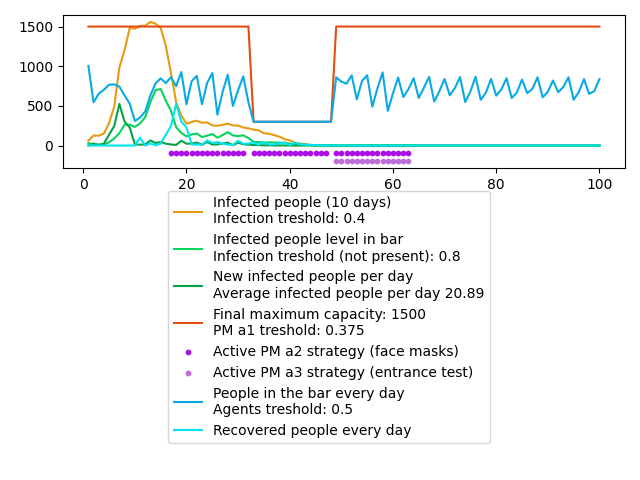 1500
1000
500
0
0 20 40 60 80 100
Infected people (10 days)
Infection treshold: 0.4
Infected people level in bar
Infection treshold (not present): 0.8
New infected people per day
Average infected people per day 20.89
Final maximum capacity: 1500
PM a1 treshold: 0.375
Active PM a2 strategy (face masks)
Active PM a3 strategy (entrance test)
People in the bar every day
Agents treshold: 0.5
Recovered people every day